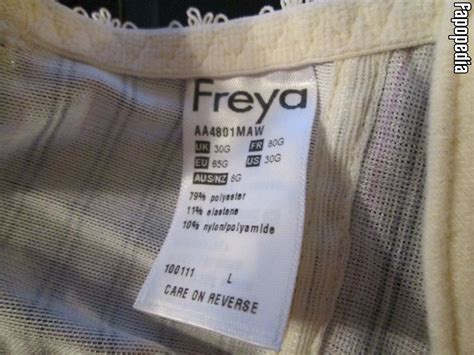 Freya
AA4801MAW
UK 30G FR 80G
EU 65G US 30G
AUS/NZ 8G
79% polyester
11% elastane
10% nylon/polyamide
100111 L
CARE ON REVERSE
Fapopedia